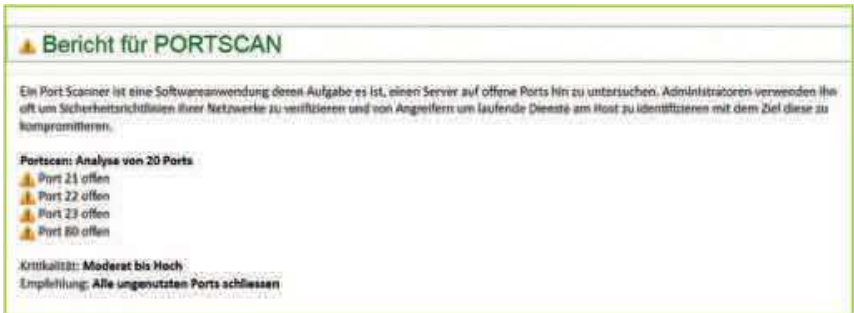 Bericht für PORTSCAN
Ein Port Scanner ist eine Softwareanwendung deren Aufgabe es ist, einen Server auf offene Ports hin zu untersuchen. Administratoren verwenden ihn
oft um Sicherheitsrichtlinien ihrer Netzwerke zu verifizieren und von Angreifern um laufende Dienste am Host zu identifizieren mit dem Ziel diese zu
kompromittieren.
Portscan: Analyse von 20 Ports
Port 21 offen
Port 22 offen
Port 23 offen
Port 80 offen
Kritikalität: Moderat bis Hoch
Empfehlung: Alle ungenutzten Ports schliessen